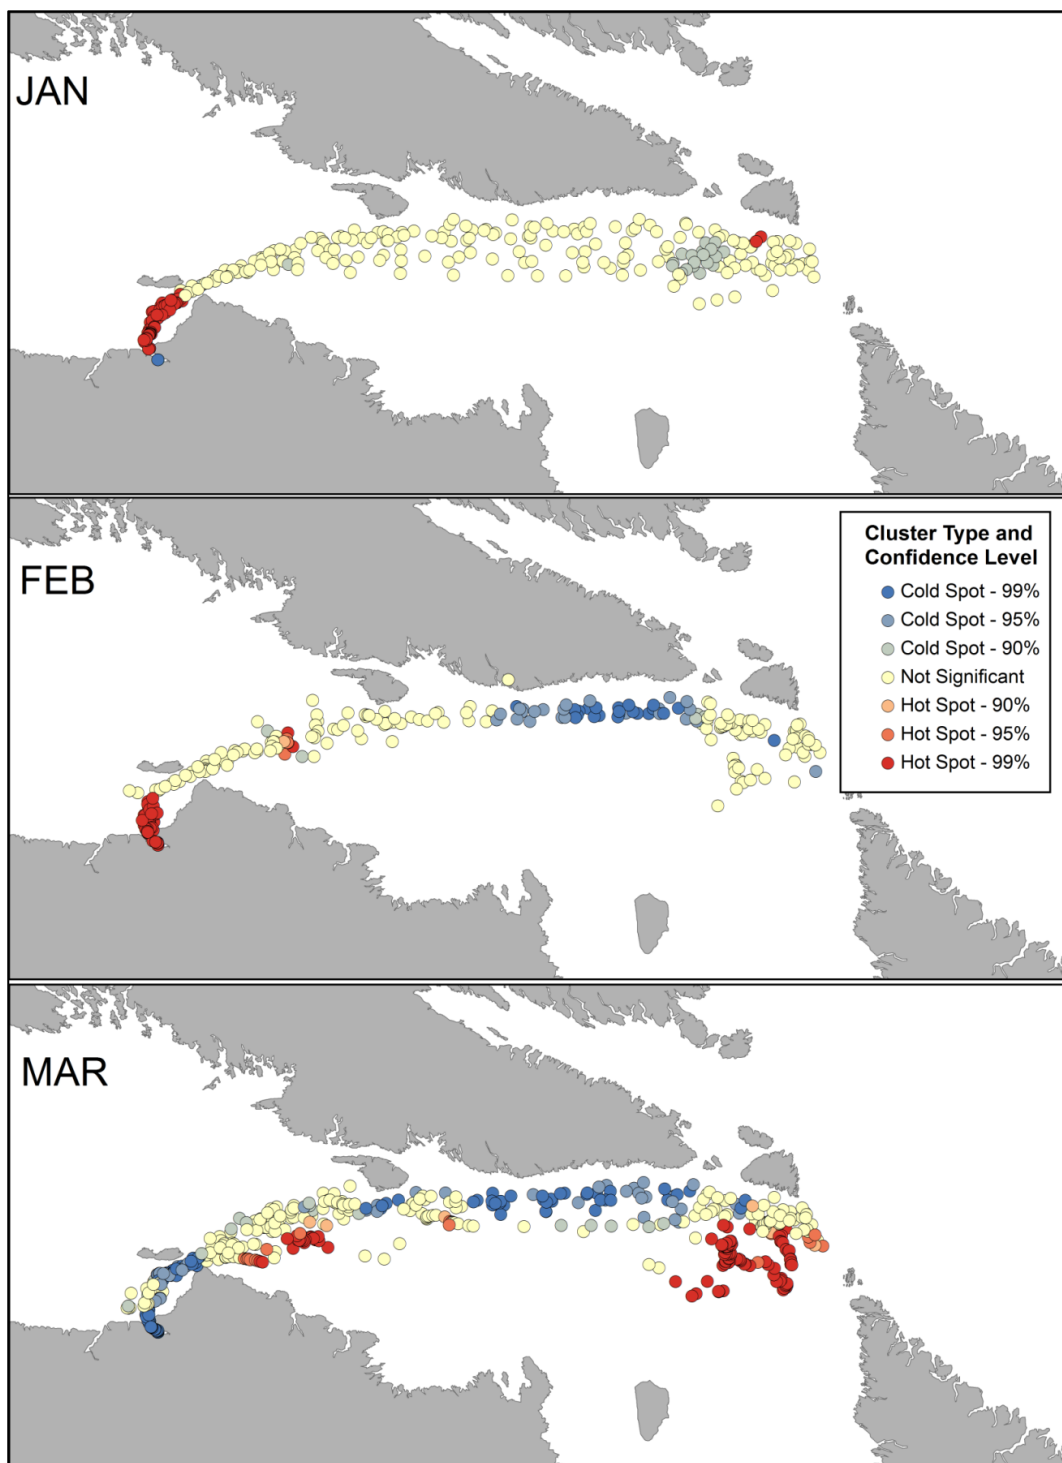 JAN
FEB
Cluster Type and
Confidence Level
Cold Spot - 99%
Cold Spot - 95%
Cold Spot - 90%
Not Significant
Hot Spot - 90%
Hot Spot - 95%
Hot Spot - 99%
MAR